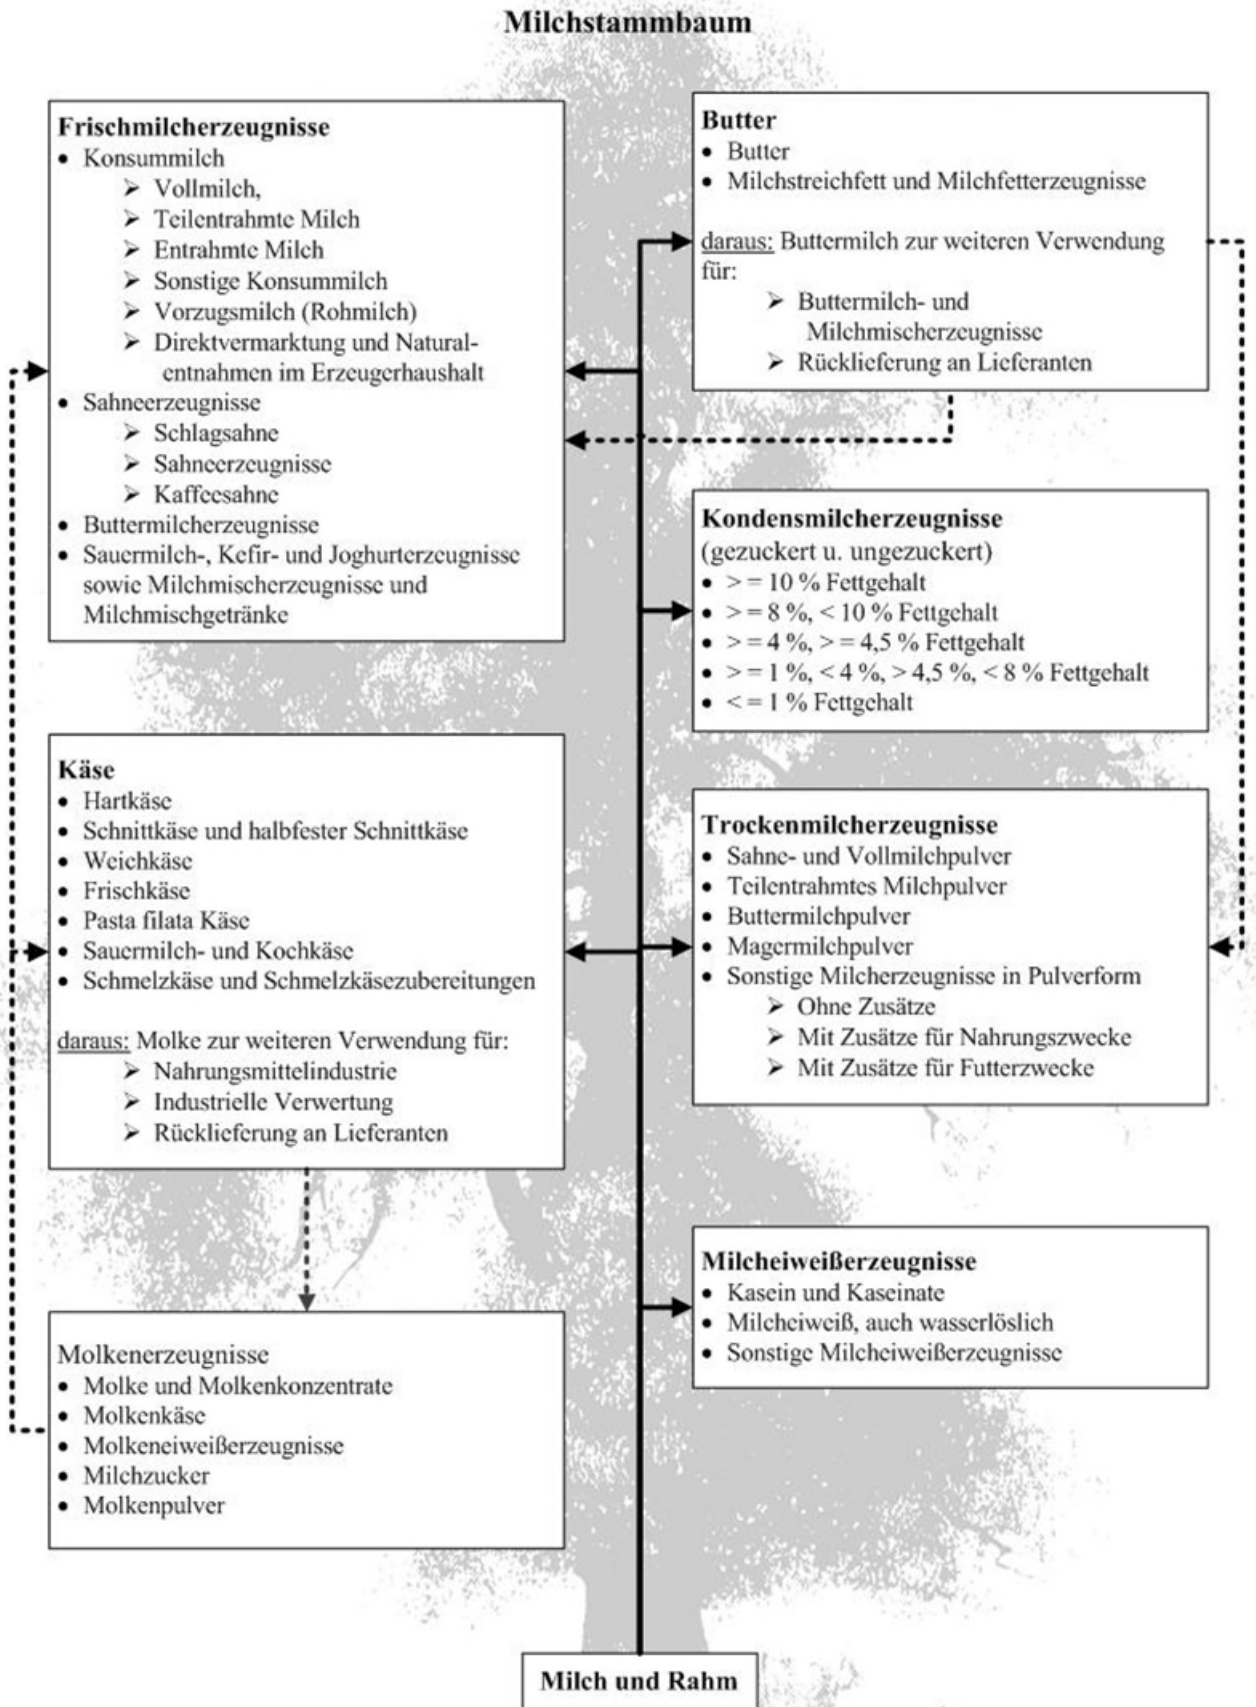 Milchstammbaum
Frischmilcherzeugnisse
• Konsummilch
➢ Vollmilch,
➢ Teilentrahmte Milch
➢ Entrahmte Milch
➢ Sonstige Konsummilch
➢ Vorzugsmilch (Rohmilch)
➢ Direktvermarktung und Natural-
entnahmen im Erzeugerhaushalt
• Sahneerzeugnisse
➢ Schlagsahne
➢ Sahneerzeugnisse
➢ Kaffeesahne
• Buttermilcherzeugnisse
• Sauermilch-, Kefir- und Joghurterzeugnisse
sowie Milchmischerzeugnisse und
Milchmischgetränke
Butter
• Butter
• Milchstreichfett und Milchfetterzeugnisse
daraus: Buttermilch zur weiteren Verwendung
für:
➢ Buttermilch- und
Milchmischerzeugnisse
➢ Rücklieferung an Lieferanten
Kondensmilcherzeugnisse
(gezuckert u. ungezuckert)
• > = 10 % Fettgehalt
• > = 8 %, < 10 % Fettgehalt
• > = 4 %, > = 4,5 % Fettgehalt
• > = 1 %, < 4 %, > 4,5 %, < 8 % Fettgehalt
• < = 1 % Fettgehalt
Käse
• Hartkäse
• Schnittkäse und halbfester Schnittkäse
• Weichkäse
• Frischkäse
• Pasta filata Käse
• Sauermilch- und Kochkäse
• Schmelzkäse und Schmelzkäsezubereitungen
daraus: Molke zur weiteren Verwendung für:
➢ Nahrungsmittelindustrie
➢ Industrielle Verwertung
➢ Rücklieferung an Lieferanten
Trockenmilcherzeugnisse
• Sahne- und Vollmilchpulver
• Teilentrahmtes Milchpulver
• Buttermilchpulver
• Magermilchpulver
• Sonstige Milcherzeugnisse in Pulverform
➢ Ohne Zusätze
➢ Mit Zusätze für Nahrungszwecke
➢ Mit Zusätze für Futterzwecke
Milcheiweißerzeugnisse
• Kasein und Kaseinate
• Milcheiweiß, auch wasserlöslich
• Sonstige Milcheiweißerzeugnisse
Molkenerzeugnisse
• Molke und Molkenkonzentrate
• Molkenkäse
• Molkeneiweißerzeugnisse
• Milchzucker
• Molkenpulver
Milch und Rahm